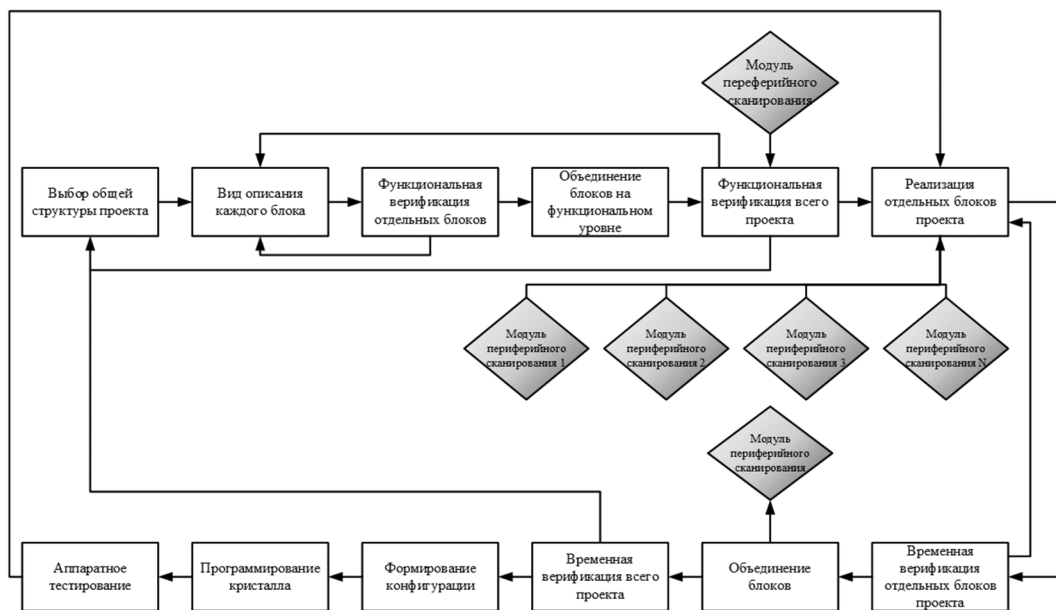 Модуль
переферийного
сканирования
Выбор общей
структуры проекта
Вид описания
каждого блока
Функциональная
верификация
отдельных блоков
Объединение
блоков на
функциональном
уровне
Функциональная
верификация всего
проекта
Реализация
отдельных блоков
проекта
Модуль
периферийного
сканирования 1
Модуль
периферийного
сканирования 2
Модуль
периферийного
сканирования 3
Модуль
периферийного
сканирования N
Модуль
периферийного
сканирования
Аппаратное
тестирование
Программирование
кристалла
Формирование
конфигурации
Временная
верификация всего
проекта
Объединение
блоков
Временная
верификация
отдельных блоков
проекта